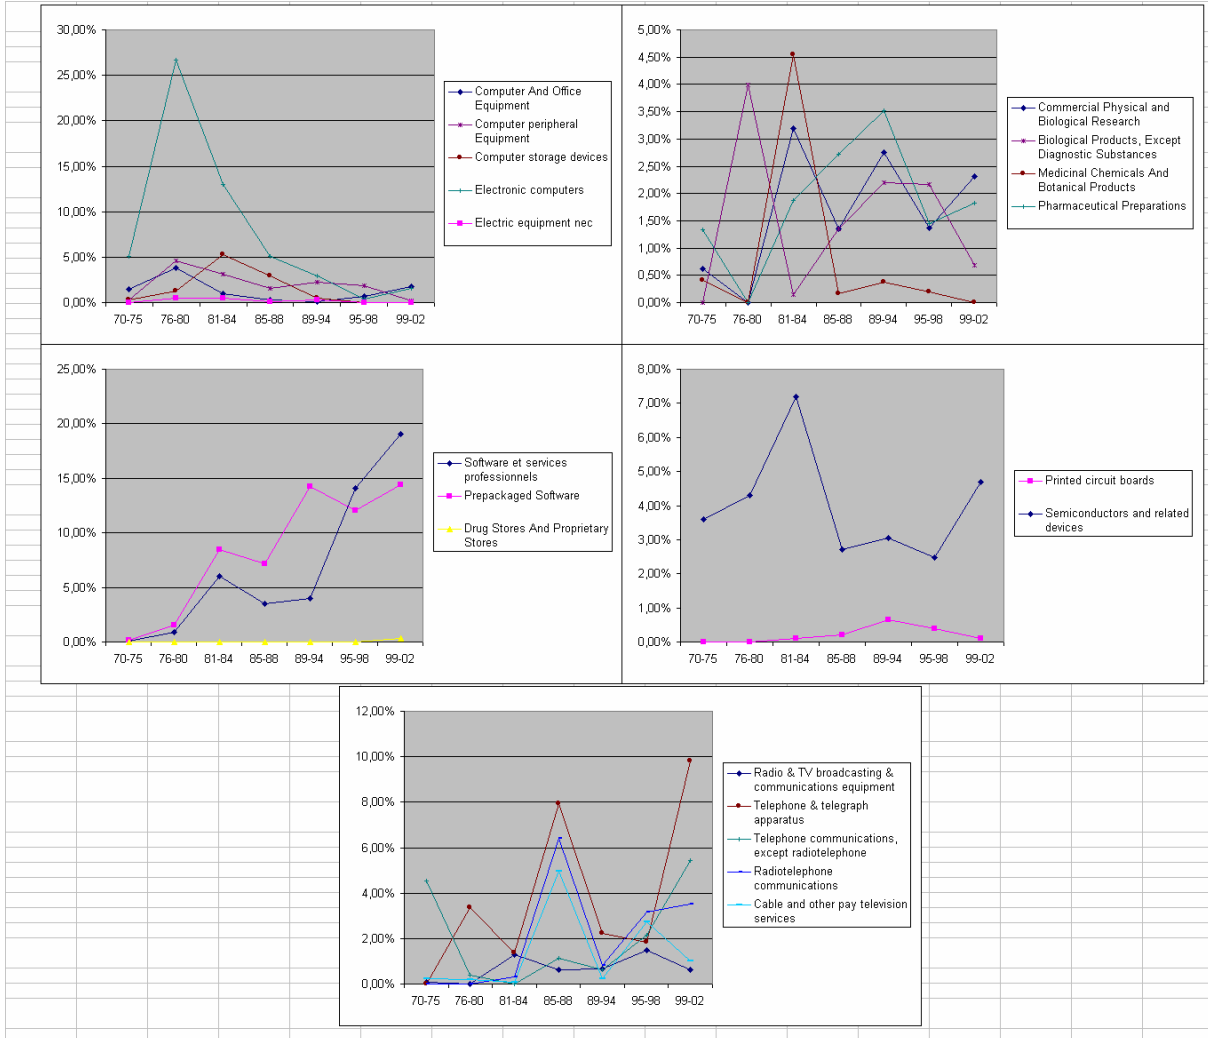 30,00%
25,00%
20,00%
15,00%
10,00%
5,00%
0,00%
70-75 76-80 81-84 85-88 89-94 95-98 99-02
Computer And Office
Equipment
Computer peripheral
Equipment
Computer storage devices
Electronic computers
Electric equipment nec
5,00%
4,50%
4,00%
3,50%
3,00%
2,50%
2,00%
1,50%
1,00%
0,50%
0,00%
70-75 76-80 81-84 85-88 89-94 95-98 99-02
Commercial Physical and
Biological Research
Biological Products, Except
Diagnostic Substances
Medicinal Chemicals And
Botanical Products
Pharmaceutical Preparations
25,00%
20,00%
15,00%
10,00%
5,00%
0,00%
70-75 76-80 81-84 85-88 89-94 95-98 99-02
Software et services
professionnels
Prepackaged Software
Drug Stores And Proprietary
Stores
8,00%
7,00%
6,00%
5,00%
4,00%
3,00%
2,00%
1,00%
0,00%
70-75 76-80 81-84 85-88 89-94 95-98 99-02
Printed circuit boards
Semiconductors and related
devices
12,00%
10,00%
8,00%
6,00%
4,00%
2,00%
0,00%
70-75 76-80 81-84 85-88 89-94 95-98 99-02
Radio & TV broadcasting &
communications equipment
Telephone & telegraph
apparatus
Telephone communications,
except radiotelephone
Radiotelephone
communications
Cable and other pay television
services